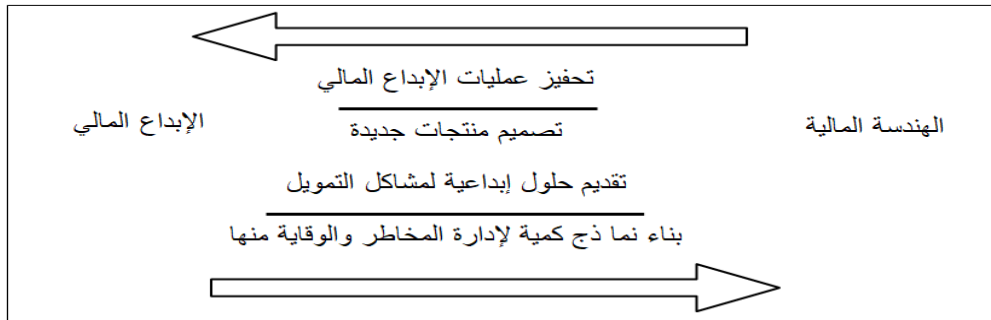 تحفيز عمليات الإبداع المالي
الهندسة المالية
تصميم منتجات جديدة
الإبداع المالي
تقديم حلول إبداعية لمشاكل التمويل
بناء نما ذج كمية لإدارة المخاطر والوقاية منها